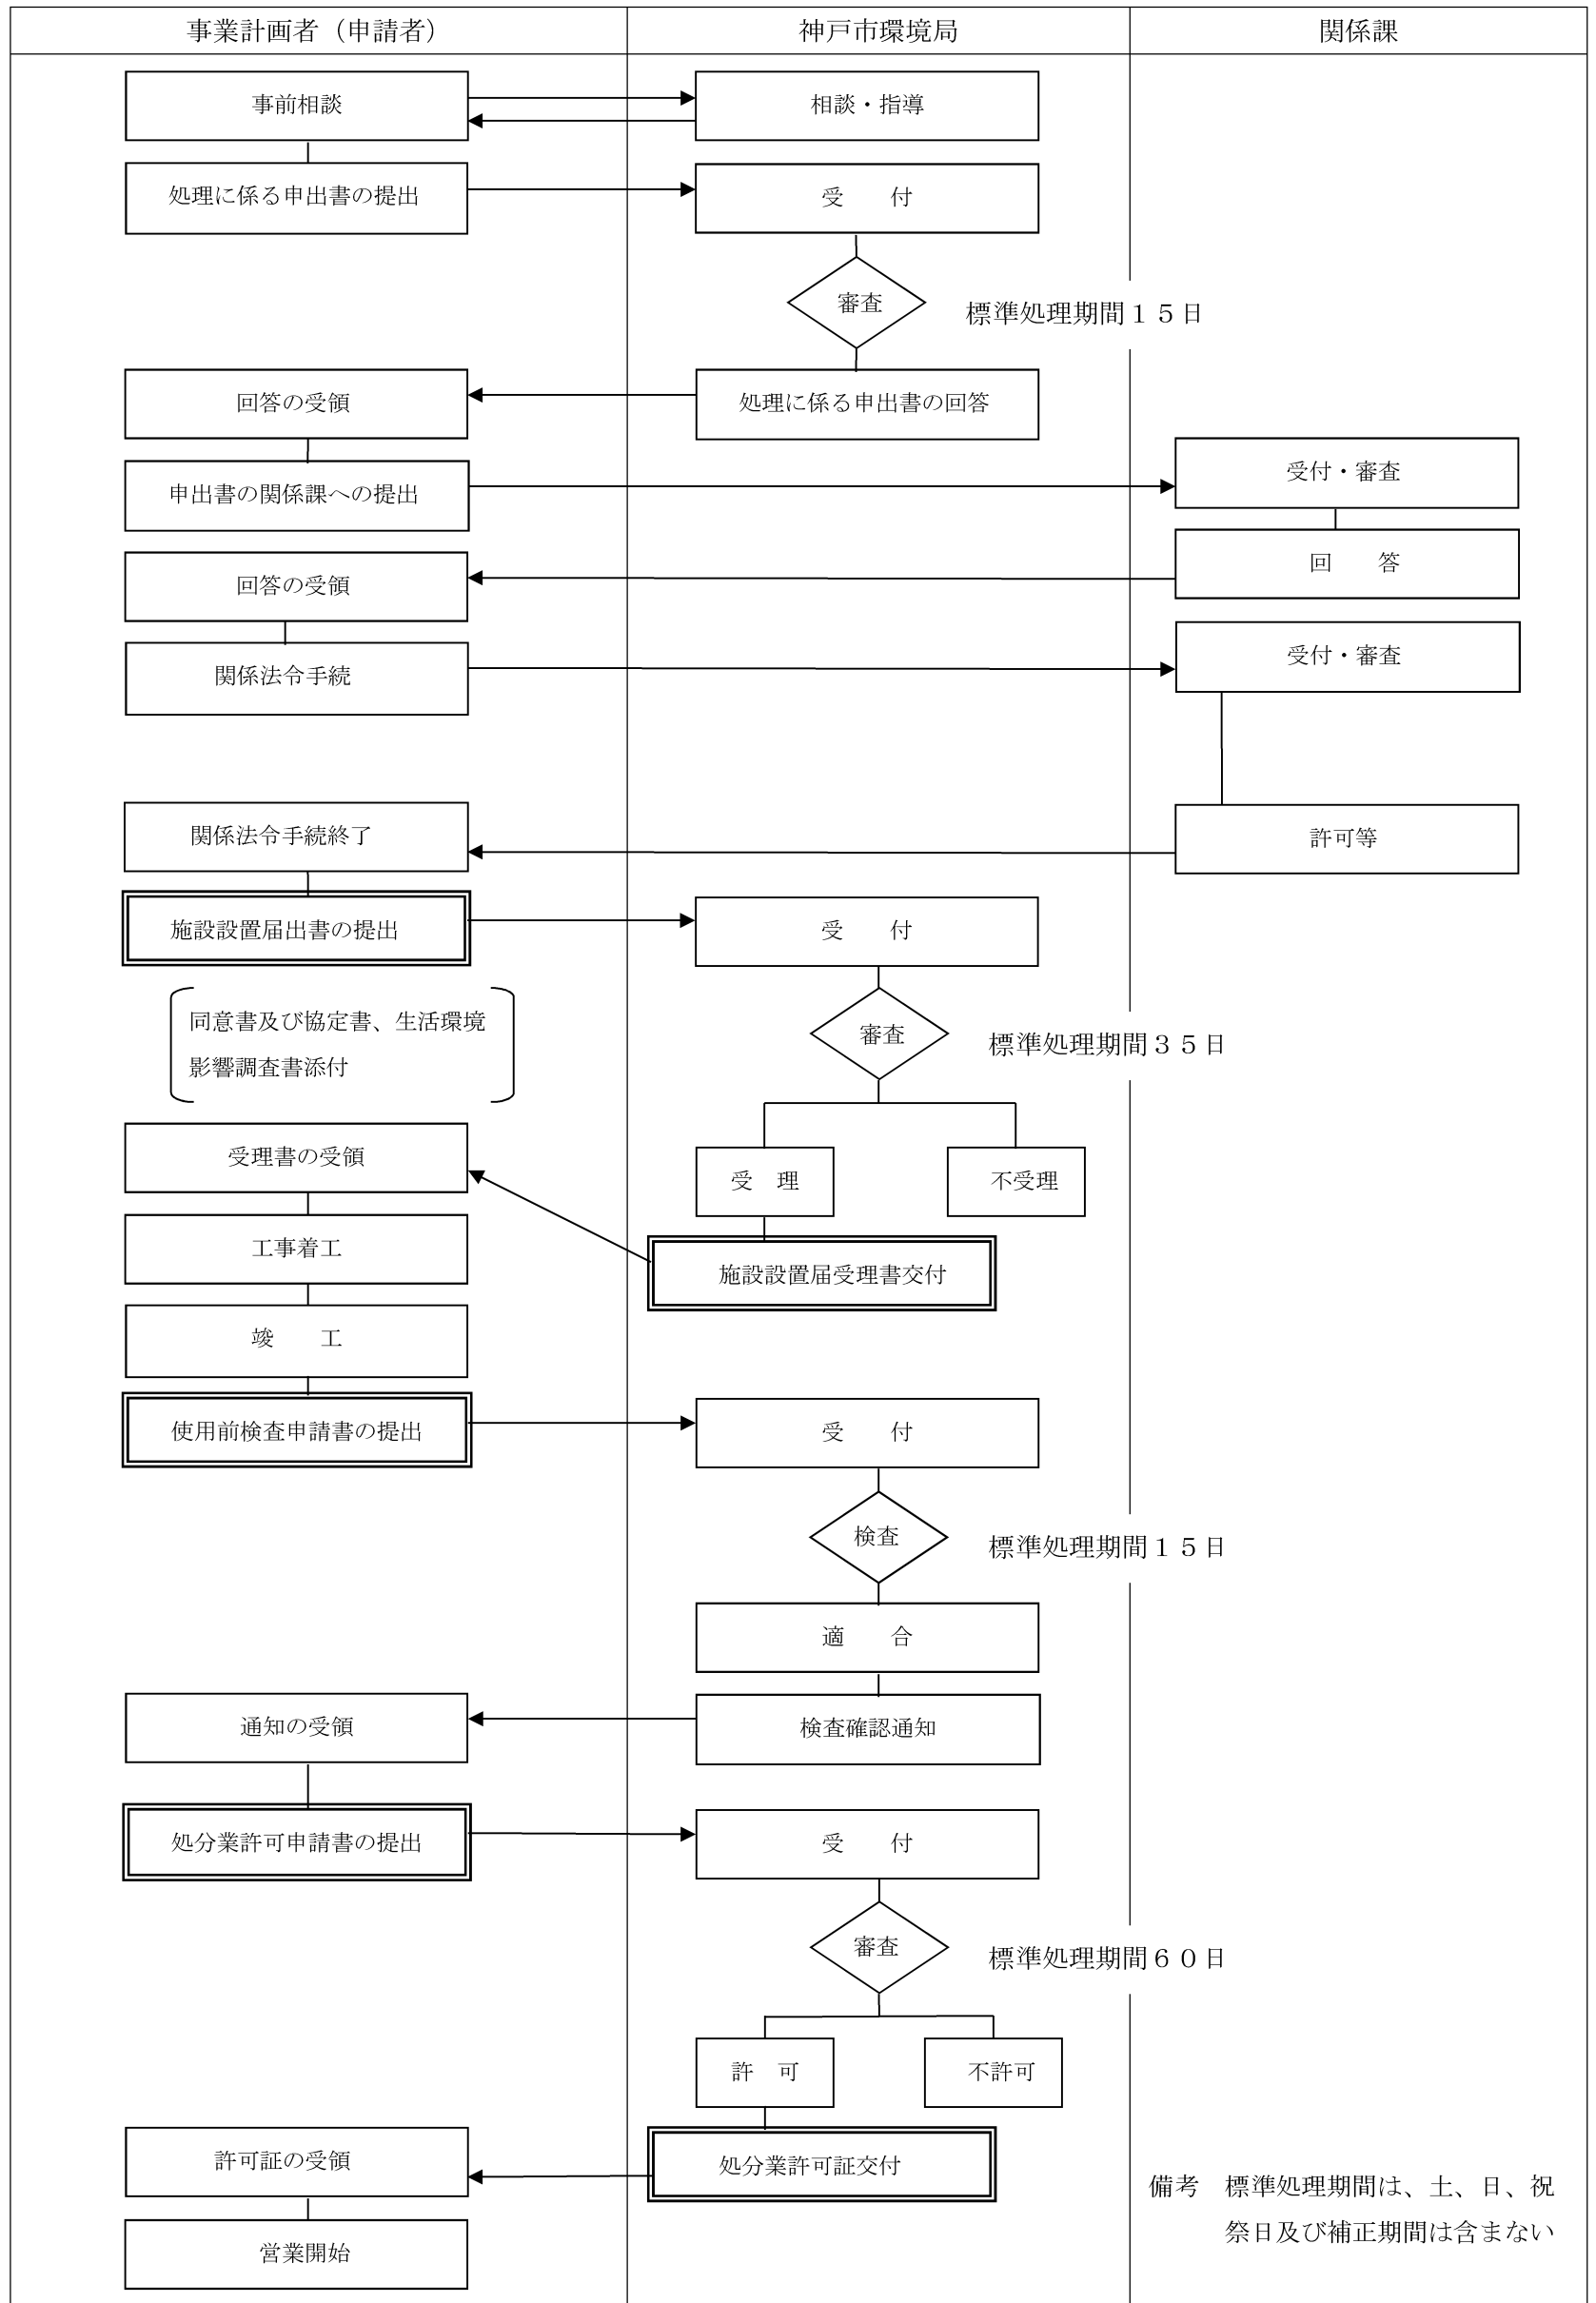 事業計画者（申請者）
神戸市環境局
関係課
事前相談
相談・指導
処理に係る申出書の提出
受　　付
審査
標準処理期間１５日
回答の受領
処理に係る申出書の回答
申出書の関係課への提出
受付・審査
回　　答
回答の受領
関係法令手続
受付・審査
関係法令手続終了
許可等
施設設置届出書の提出
受　　付
同意書及び協定書、生活環境
影響調査書添付
審査
標準処理期間３５日
受　理
不受理
受理書の受領
工事着工
施設設置届受理書交付
竣　　工
使用前検査申請書の提出
受　　付
検査
標準処理期間１５日
適　　合
通知の受領
検査確認通知
処分業許可申請書の提出
受　　付
審査
標準処理期間６０日
許　可
不許可
許可証の受領
処分業許可証交付
営業開始
備考　標準処理期間は、土、日、祝
祭日及び補正期間は含まない